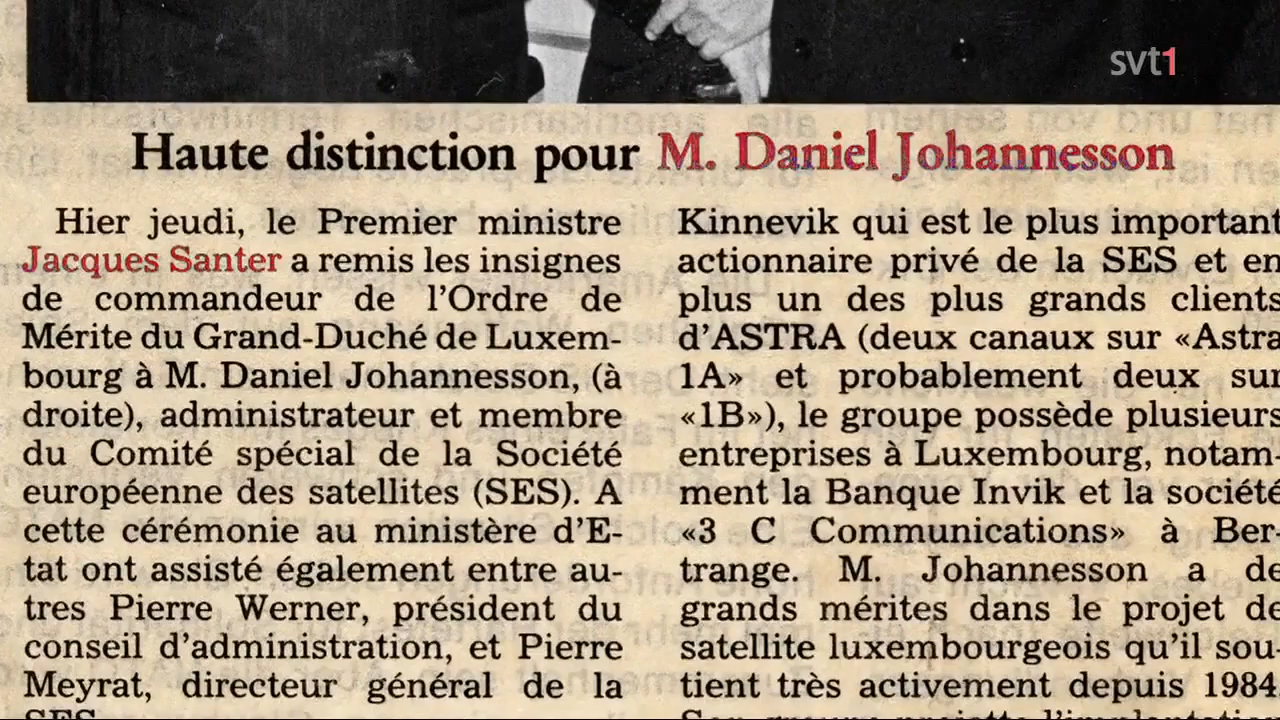 svt1
Haute distinction pour M. Daniel Johannesson
Hier jeudi, le Premier ministre
Jacques Santer a remis les insignes
de commandeur de l'Ordre de
Mérite du Grand-Duché de Luxem-
bourg à M. Daniel Johannesson, (à
droite), administrateur et membre
du Comité spécial de la Société
européenne des satellites (SES). A
cette cérémonie au ministère d'E-
tat ont assisté également entre au-
tres Pierre Werner, président du
conseil d'administration, et Pierre
Meyrat, directeur général de la
SES
Kinnevik qui est le plus important
actionnaire privé de la SES et en
plus un des plus grands clients
d'ASTRA (deux canaux sur «Astra
1A» et probablement deux sur
«1B»), le groupe possède plusieurs
entreprises à Luxembourg, notam-
ment la Banque Invik et la société
«3 C Communications» à Ber-
trange. M. Johannesson a de
grands mérites dans le projet de
satellite luxembourgeois qu'il sou-
tient très activement depuis 1984.
Son groupe projette l'implantation